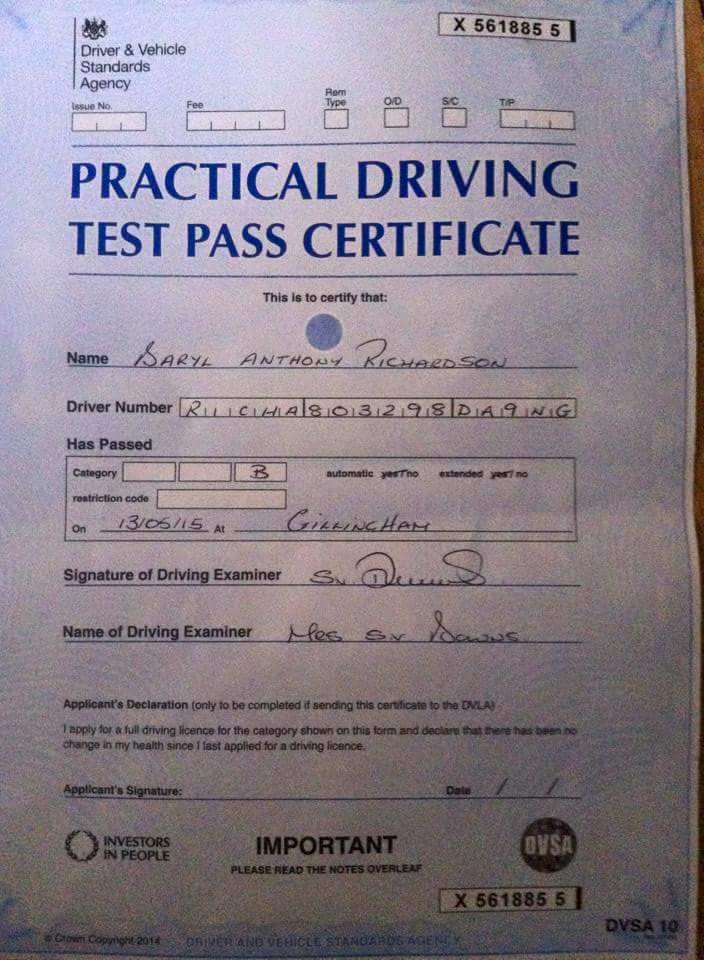 X 561885 5
Driver & Vehicle
Standards
Agency
Issue No.
Fee
Rem
Type
O/D
S/C
T/P
PRACTICAL DRIVING
TEST PASS CERTIFICATE
This is to certify that:
Name DARYL ANTHONY RICHARDSON
Driver Number RICHA803298DA9NG
Has Passed
Category B automatic yes/no extended yes/no
restriction code
On 13/05/15 At GILLINGHAM
Signature of Driving Examiner
Name of Driving Examiner Mrs SV Downs
Applicant's Declaration (only to be completed if sending this certificate to the DVLA)
I apply for a full driving licence for the category shown on this form and declare that there has been no
change in my health since I last applied for a driving licence.
Applicant's Signature: Date / /
INVESTORS
IN PEOPLE
IMPORTANT
PLEASE READ THE NOTES OVERLEAF
DVSA
X 561885 5
DVSA 10
© Crown Copyright 2014 DRIVER AND VEHICLE STANDARDS AGENCY